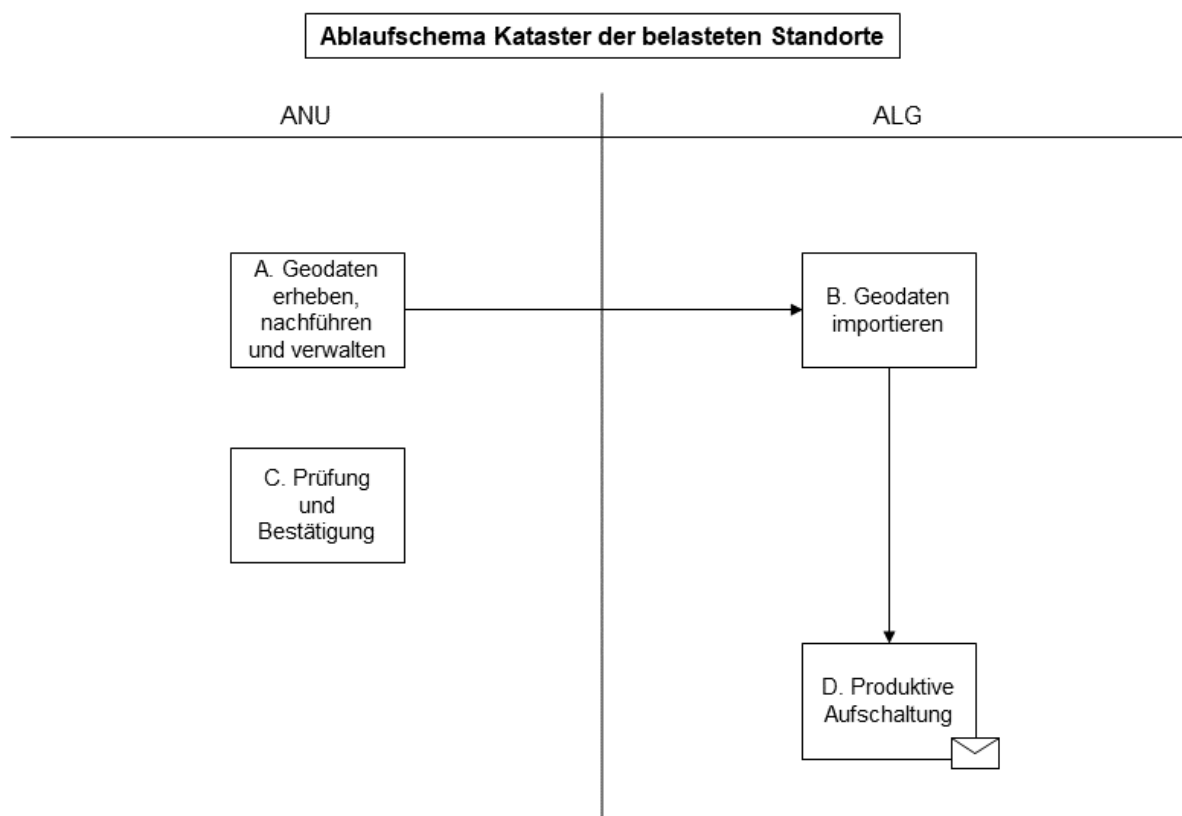 Ablaufschema Kataster der belasteten Standorte
ANU
ALG
A. Geodaten
erheben,
nachführen
und verwalten
B. Geodaten
importieren
C. Prüfung
und
Bestätigung
D. Produktive
Aufschaltung